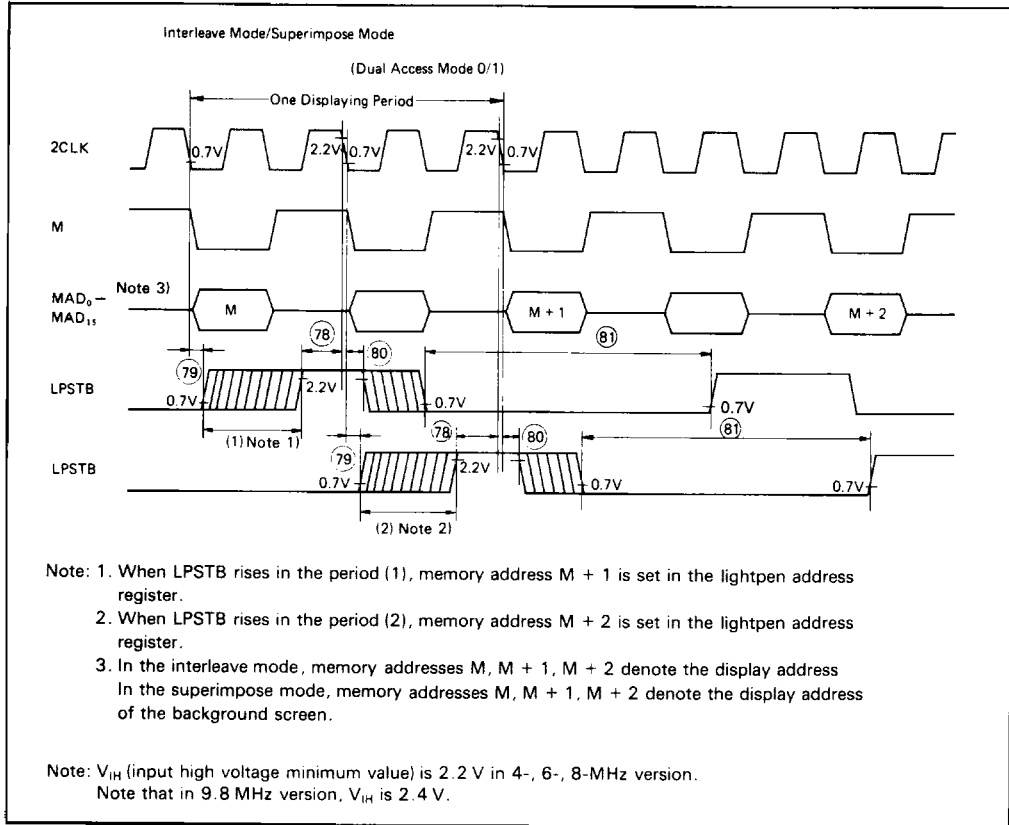 Interleave Mode/Superimpose Mode
(Dual Access Mode 0/1)
One Displaying Period
2CLK
0.7V 2.2V 0.7V 2.2V 0.7V
M
MAD₀– Note 3)
MAD₁₅
M M + 1 M + 2
78 80 81
79
LPSTB
0.7V 2.2V 0.7V 0.7V
(1) Note 1) 78 80 81
79
LPSTB
0.7V 2.2V 0.7V 0.7V
(2) Note 2)
Note: 1. When LPSTB rises in the period (1), memory address M + 1 is set in the lightpen address
register.
2. When LPSTB rises in the period (2), memory address M + 2 is set in the lightpen address
register.
3. In the interleave mode, memory addresses M, M + 1, M + 2 denote the display address
In the superimpose mode, memory addresses M, M + 1, M + 2 denote the display address
of the background screen.
Note: V_IH (input high voltage minimum value) is 2.2 V in 4-, 6-, 8-MHz version.
Note that in 9.8 MHz version, V_IH is 2.4 V.